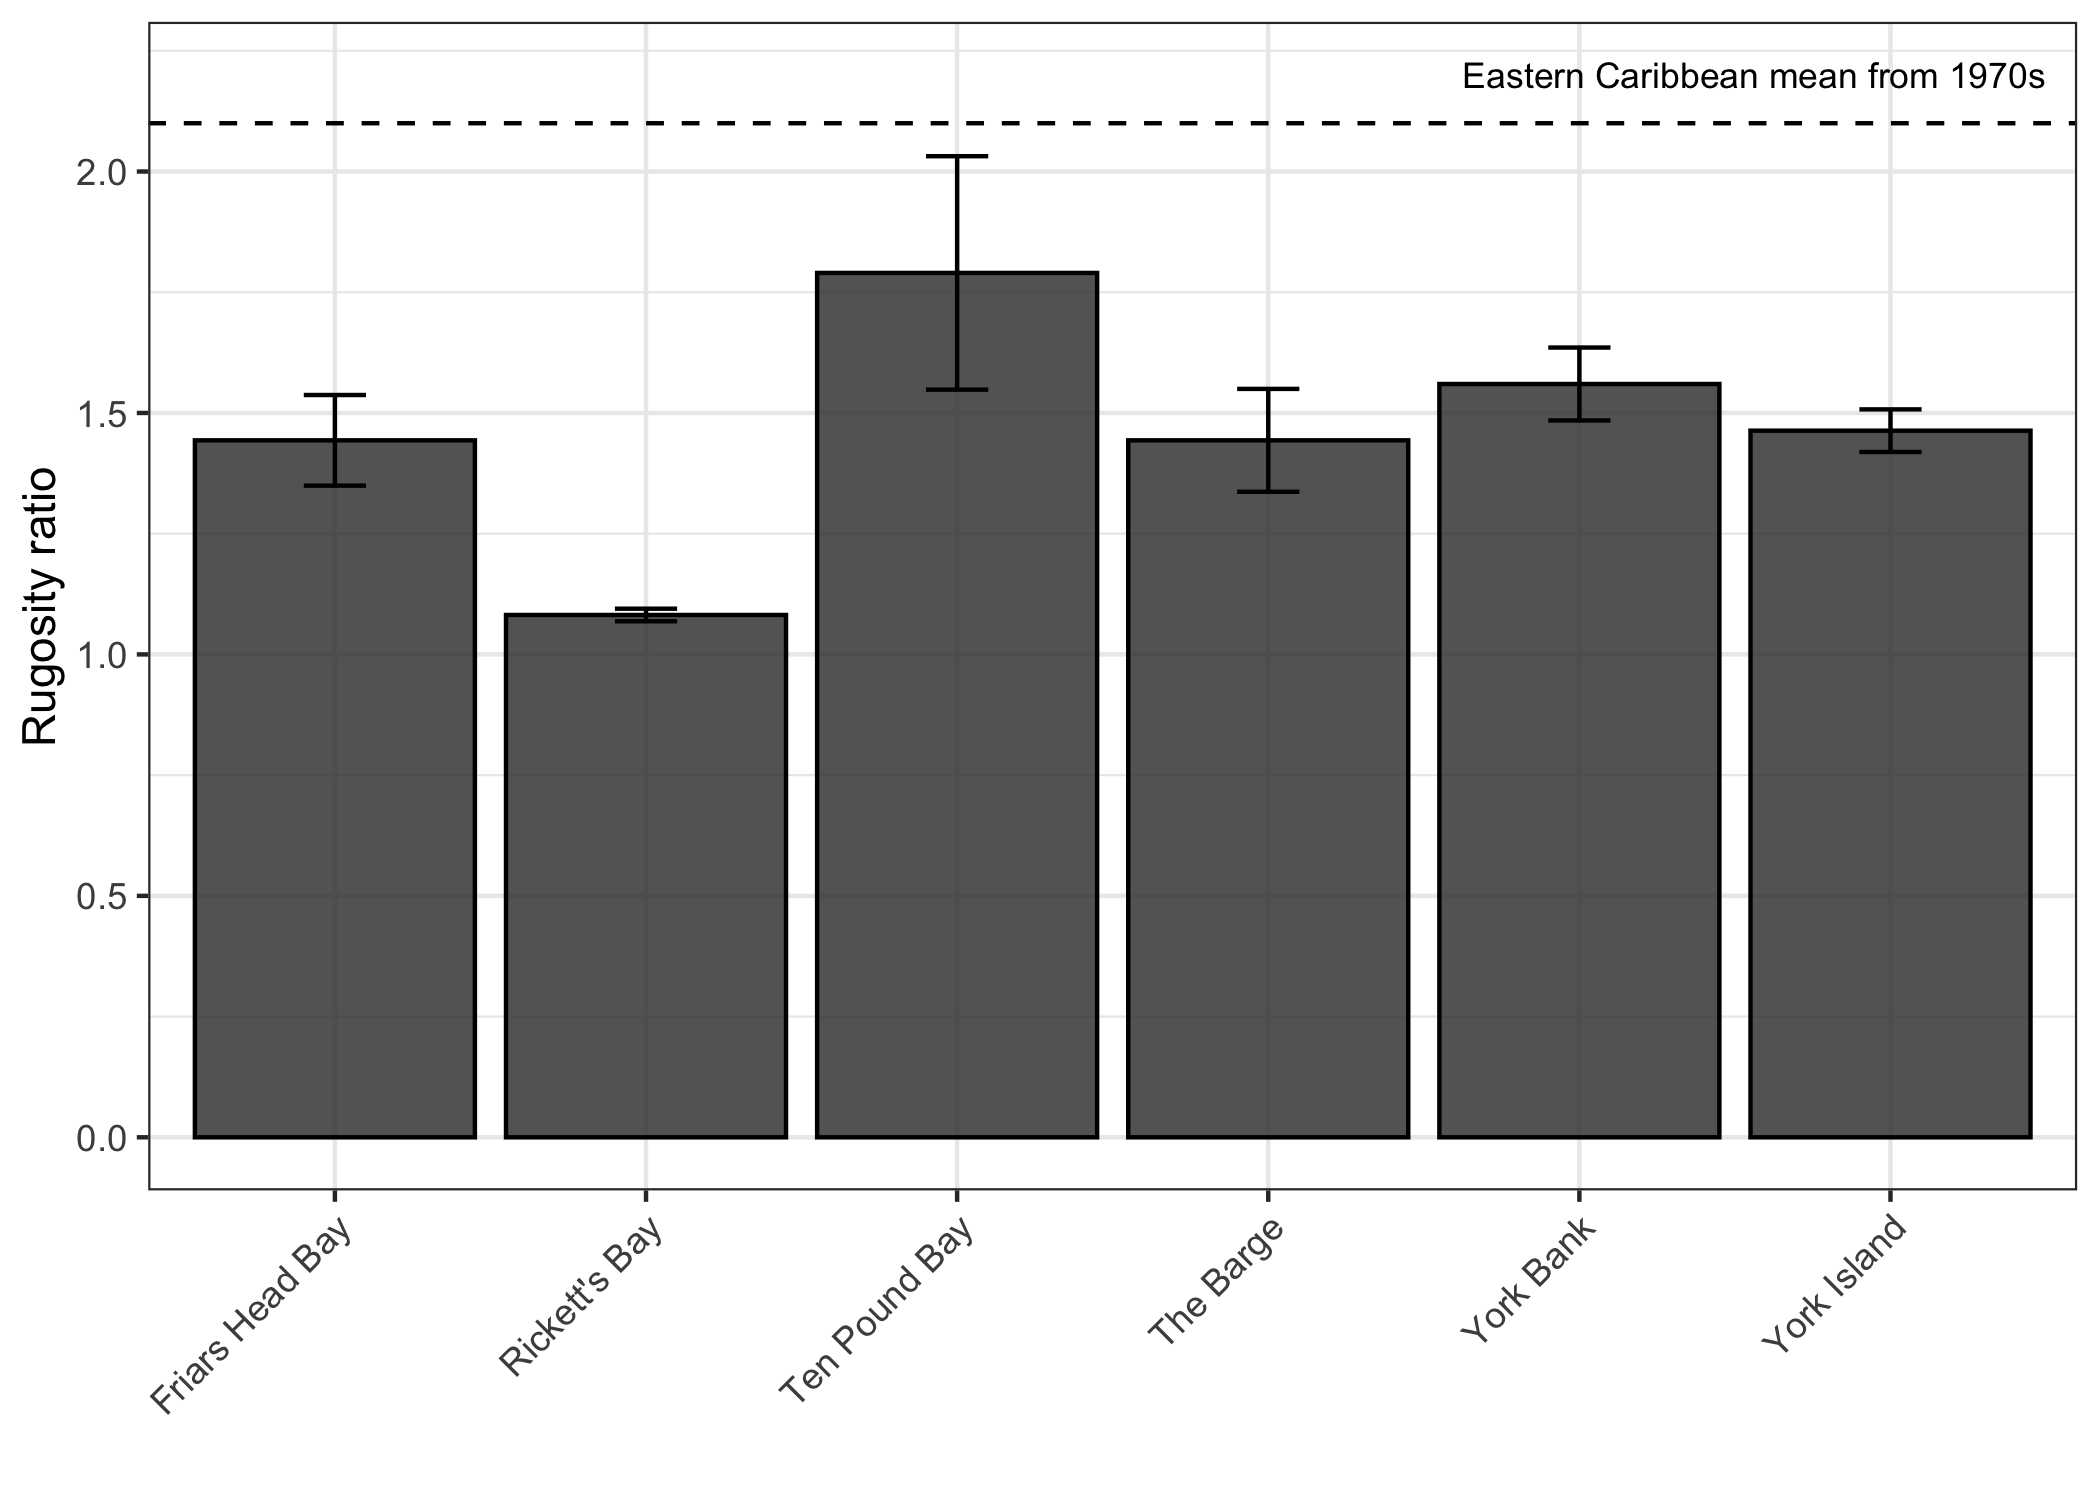 Eastern Caribbean mean from 1970s
2.0
1.5
1.0
0.5
0.0
Rugosity ratio
Friars Head Bay
Rickett's Bay
Ten Pound Bay
The Barge
York Bank
York Island